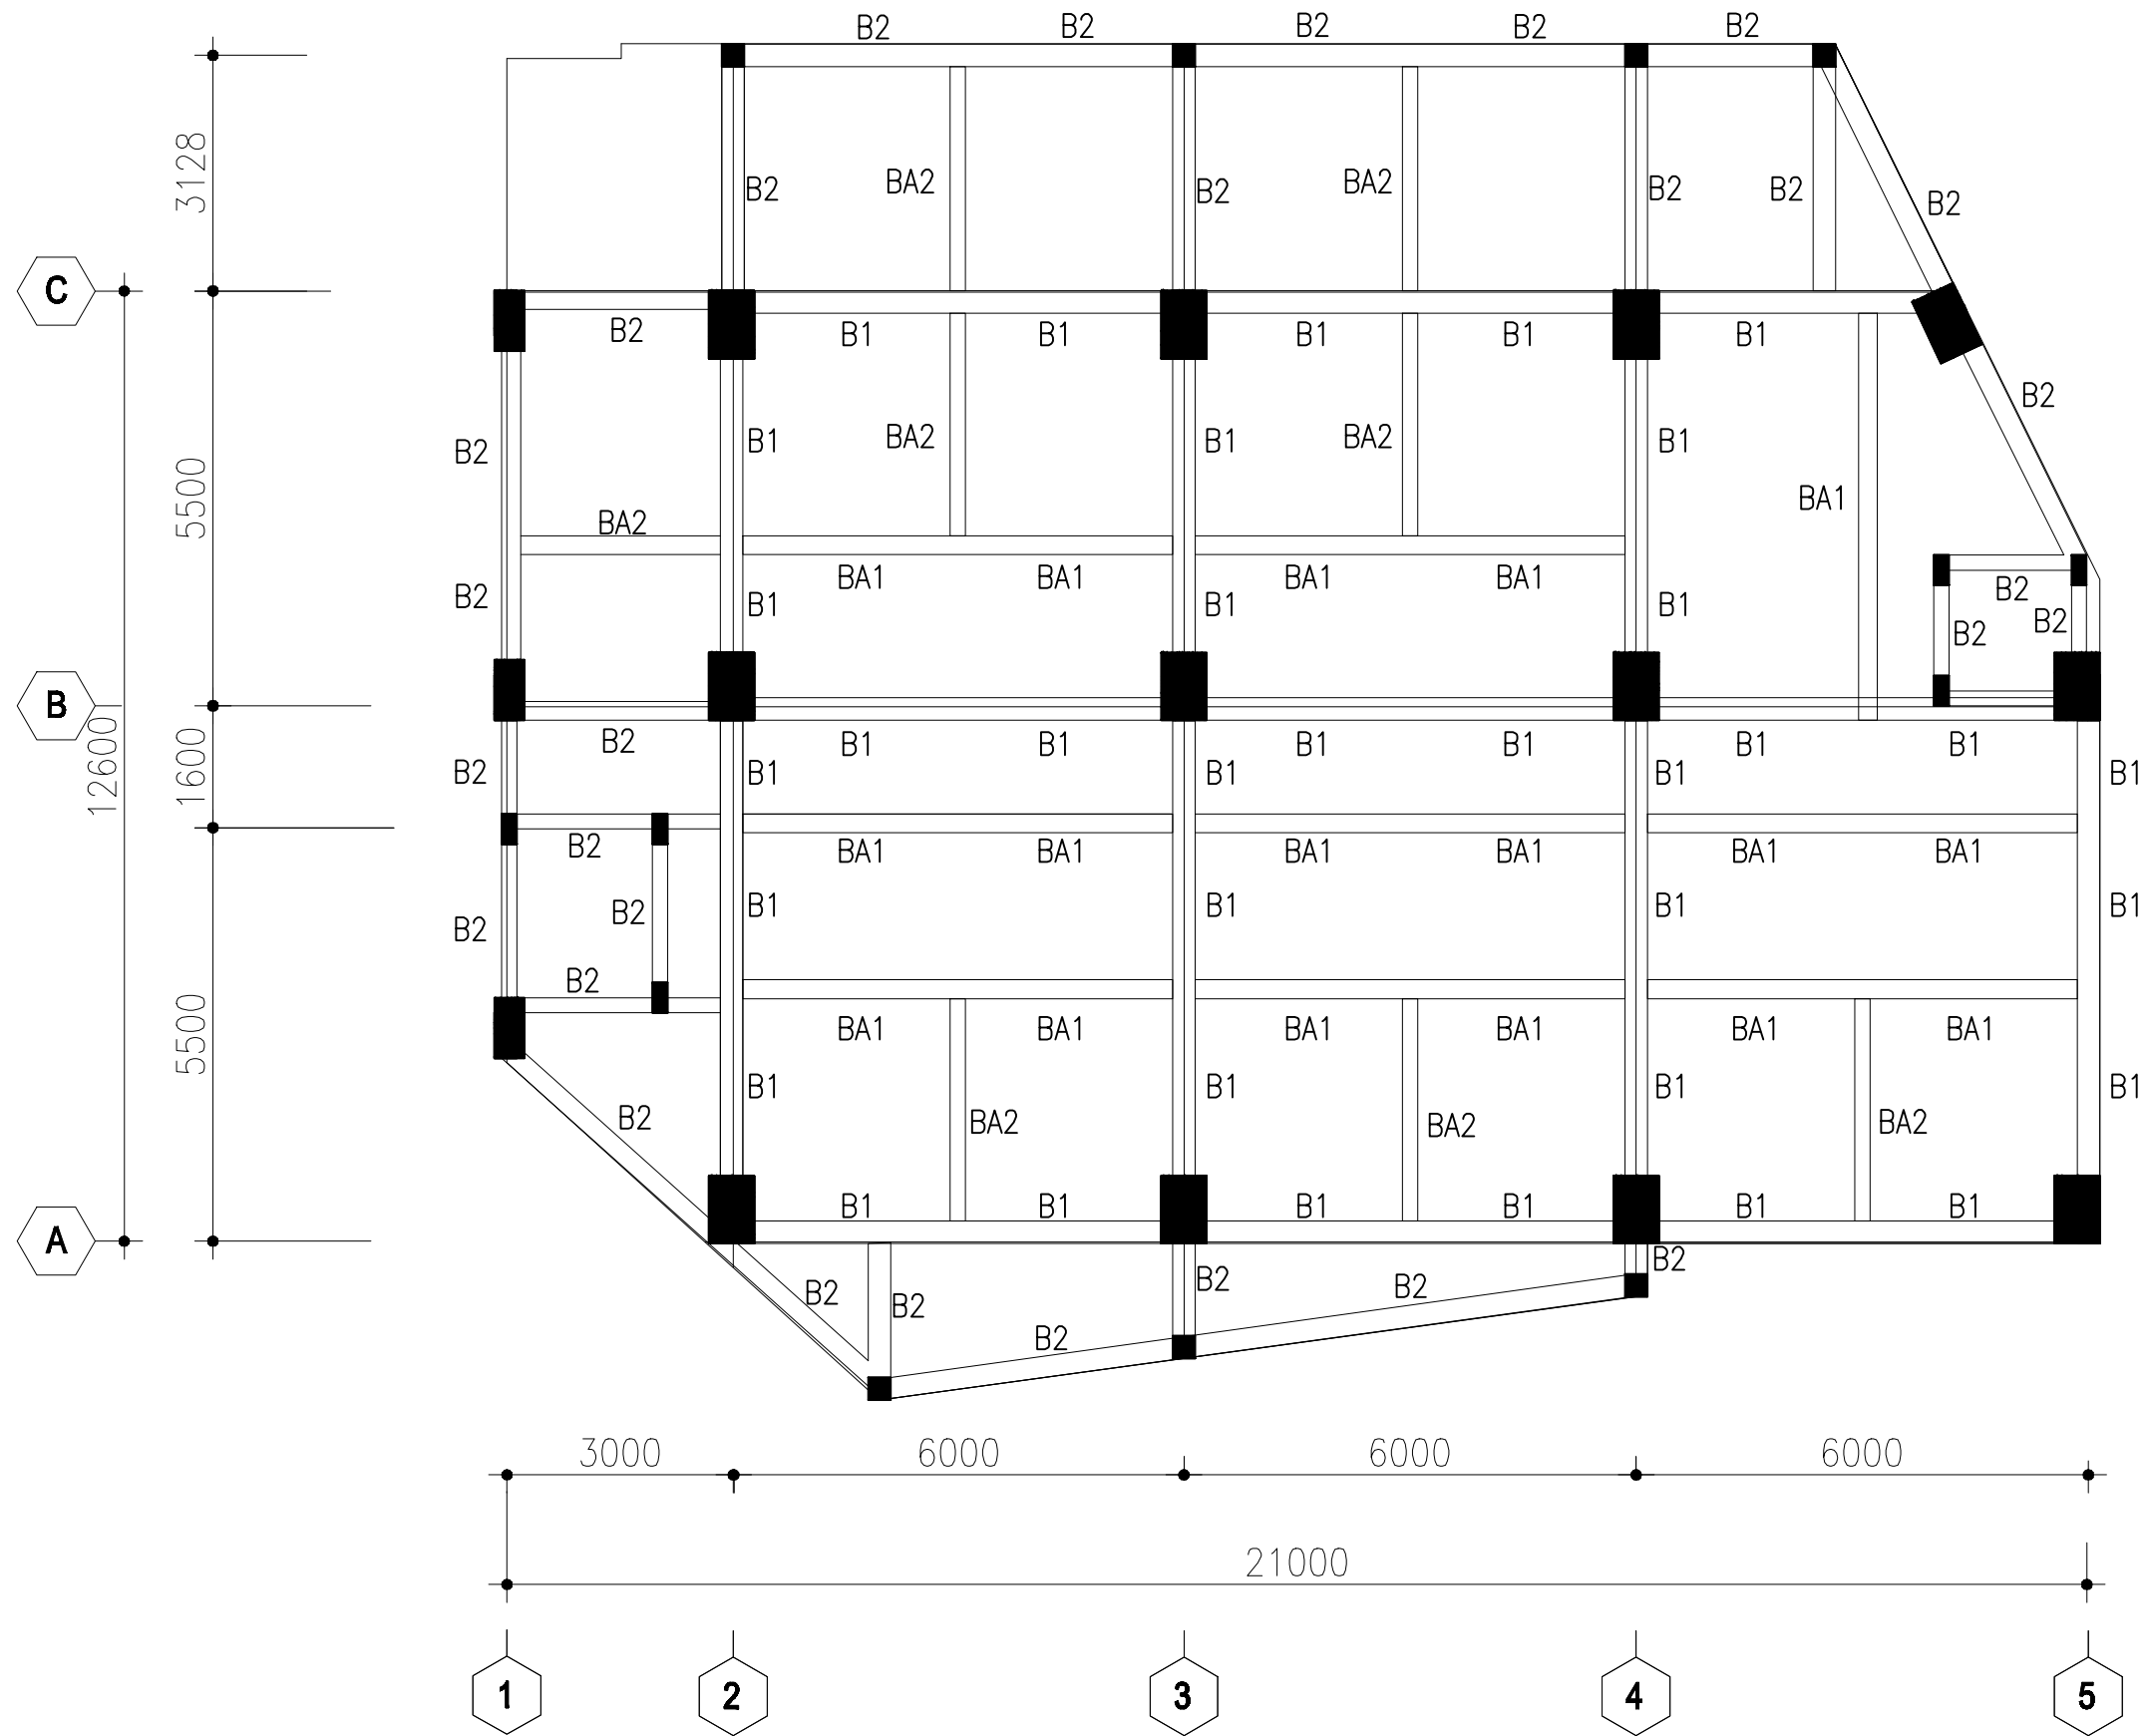 B2 B2 B2 B2 B2
3128
B2 BA2 B2 BA2 B2 B2 B2
C
B2 B1 B1 B1 B1 B1
B2
5500
B2 B1 BA2 B1 BA2 B1
BA1
BA2
B2 B1 BA1 BA1 B1 BA1 BA1 B1 B2
B2 B2
B
12600
1600
B2 B1 B1 B1 B1 B1 B1
B2 B1 B1 B1 B1
B2 BA1 BA1 BA1 BA1 BA1 BA1
B2 B2 B1 B1 B1 B1
B2
5500
BA1 BA1 BA1 BA1 BA1 BA1
B1 B1 B1 B1
B2 BA2 BA2 BA2
B1 B1 B1 B1 B1 B1
A
B2 B2 B2 B2 B2
B2
3000 6000 6000 6000
21000
1 2 3 4 5